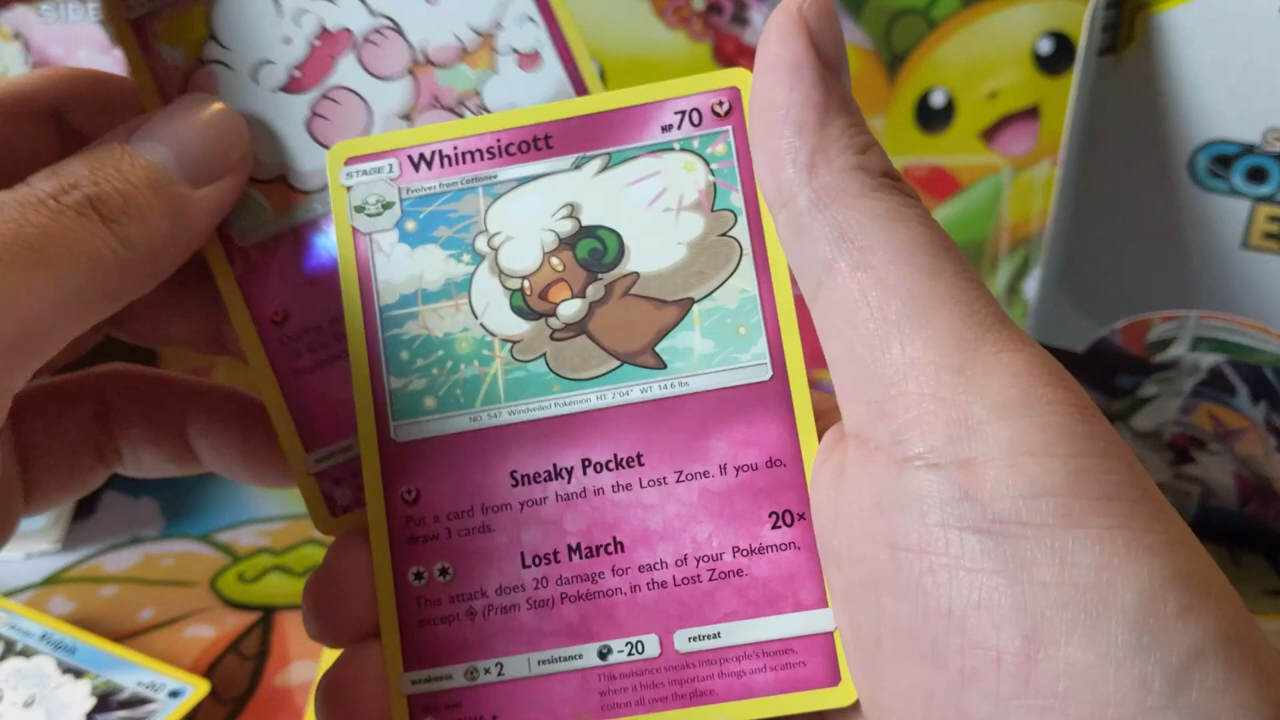 SIDE
STAGE 1
Whimsicott
HP 70
Evolves from Cottonee
NO. 547 Windveiled Pokémon HT: 2'04" WT: 14.6 lbs
Sneaky Pocket
Put a card from your hand in the Lost Zone. If you do,
draw 3 cards.
Lost March
20×
This attack does 20 damage for each of your Pokémon,
except (Prism Star) Pokémon, in the Lost Zone.
weakness ×2
resistance -20
retreat
This nuisance sneaks into people's homes,
where it hides important things and scatters
cotton all over the place.
Vulpix